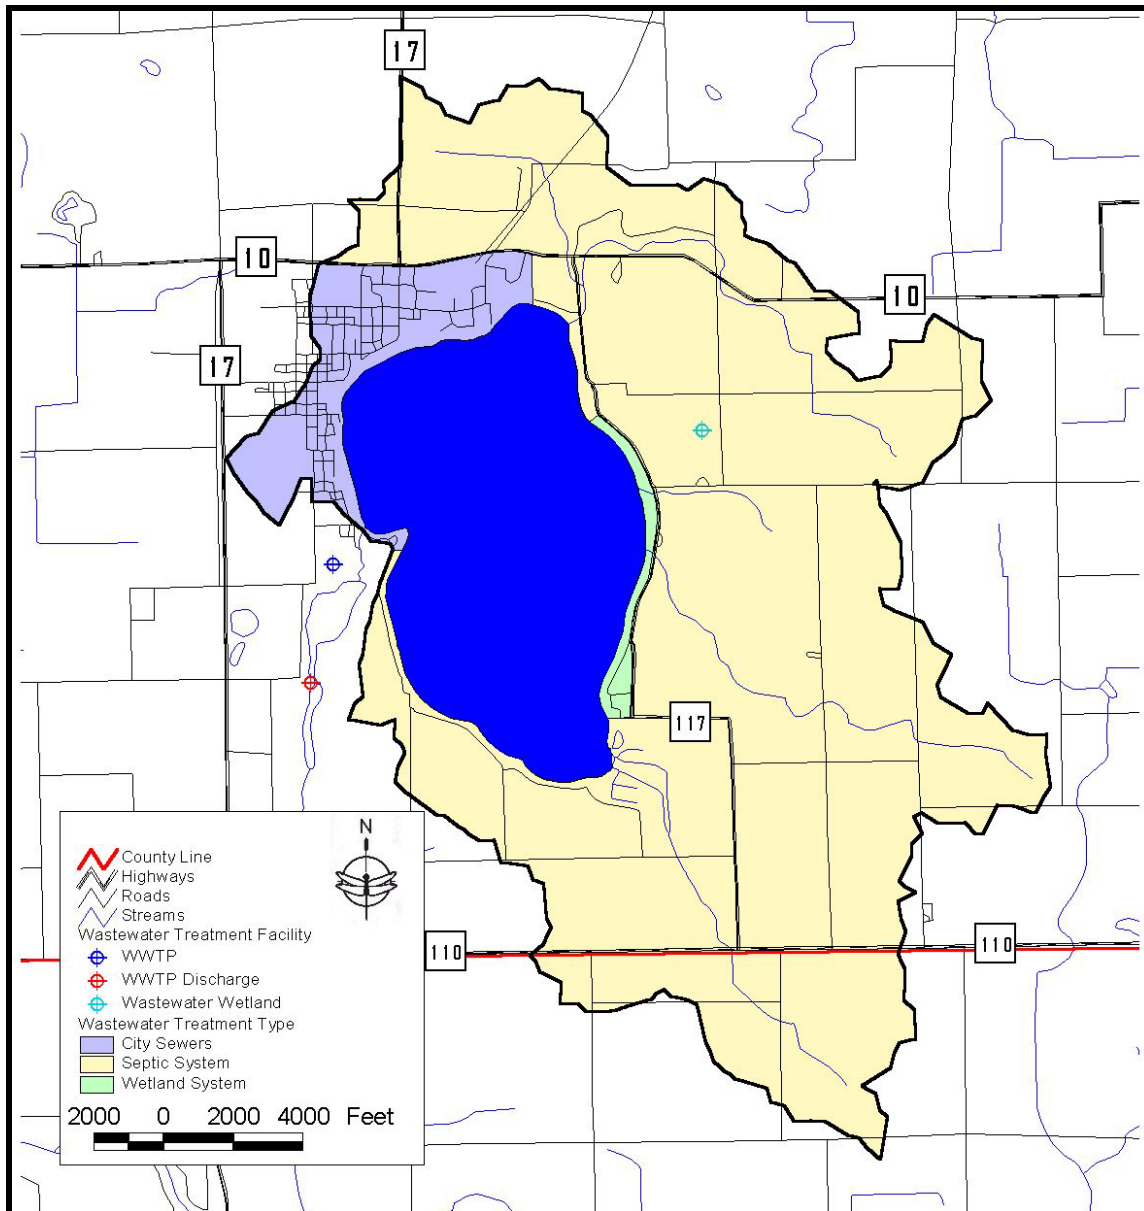 17
10
10
17
117
N
County Line
Highways
Roads
Streams
Wastewater Treatment Facility
WWTP
WWTP Discharge
Wastewater Wetland
Wastewater Treatment Type
City Sewers
Septic System
Wetland System
2000 0 2000 4000 Feet
110
110